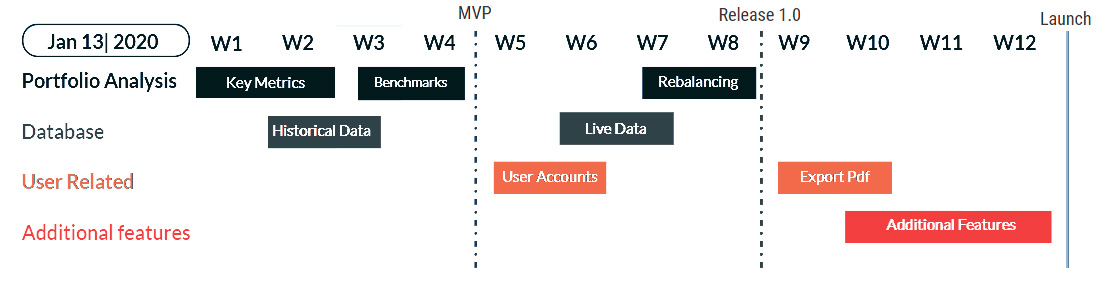 MVP
Release 1.0
Launch
Jan 13| 2020 W1 W2 W3 W4 W5 W6 W7 W8 W9 W10 W11 W12
Portfolio Analysis Key Metrics Benchmarks Rebalancing
Database Historical Data Live Data
User Related User Accounts Export Pdf
Additional features Additional Features